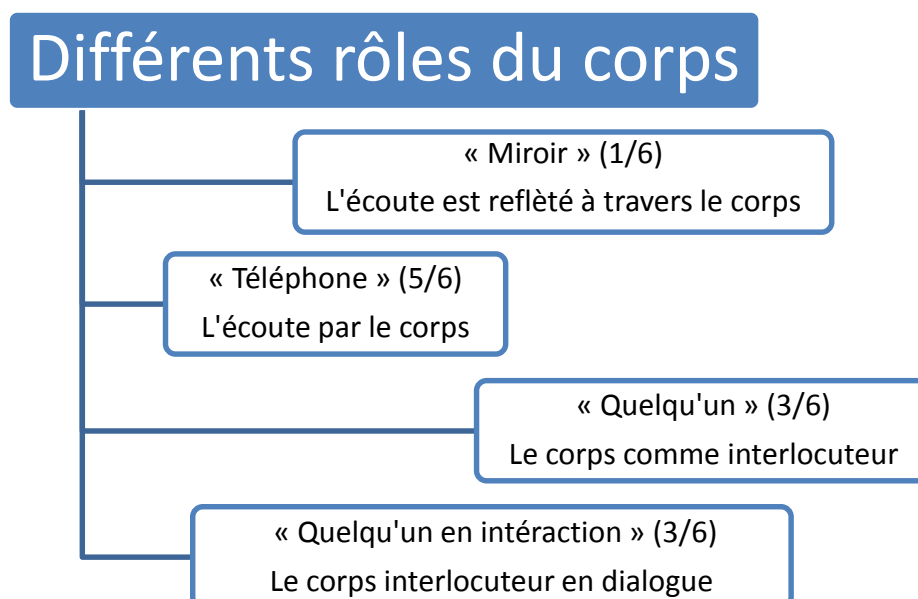 Différents rôles du corps
« Miroir » (1/6)
L'écoute est reflèté à travers le corps
« Téléphone » (5/6)
L'écoute par le corps
« Quelqu'un » (3/6)
Le corps comme interlocuteur
« Quelqu'un en intéraction » (3/6)
Le corps interlocuteur en dialogue